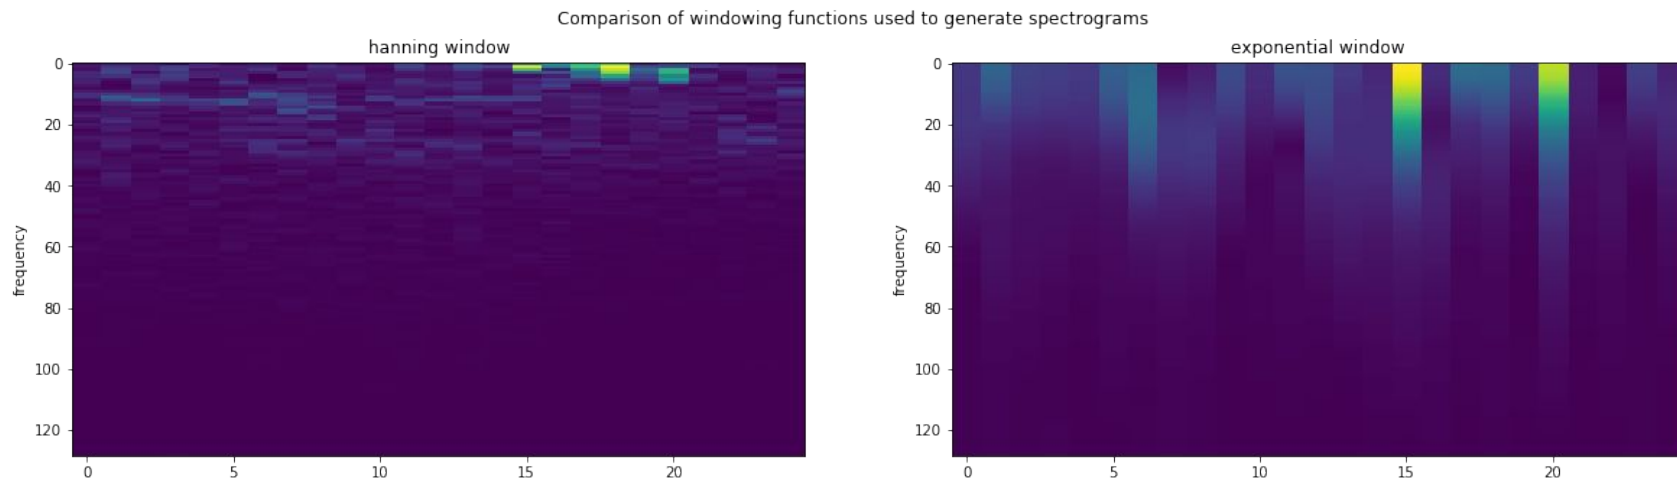 Comparison of windowing functions used to generate spectrograms
hanning window
0
20
40
60
80
100
120
frequency
0 5 10 15 20
exponential window
0
20
40
60
80
100
120
frequency
0 5 10 15 20